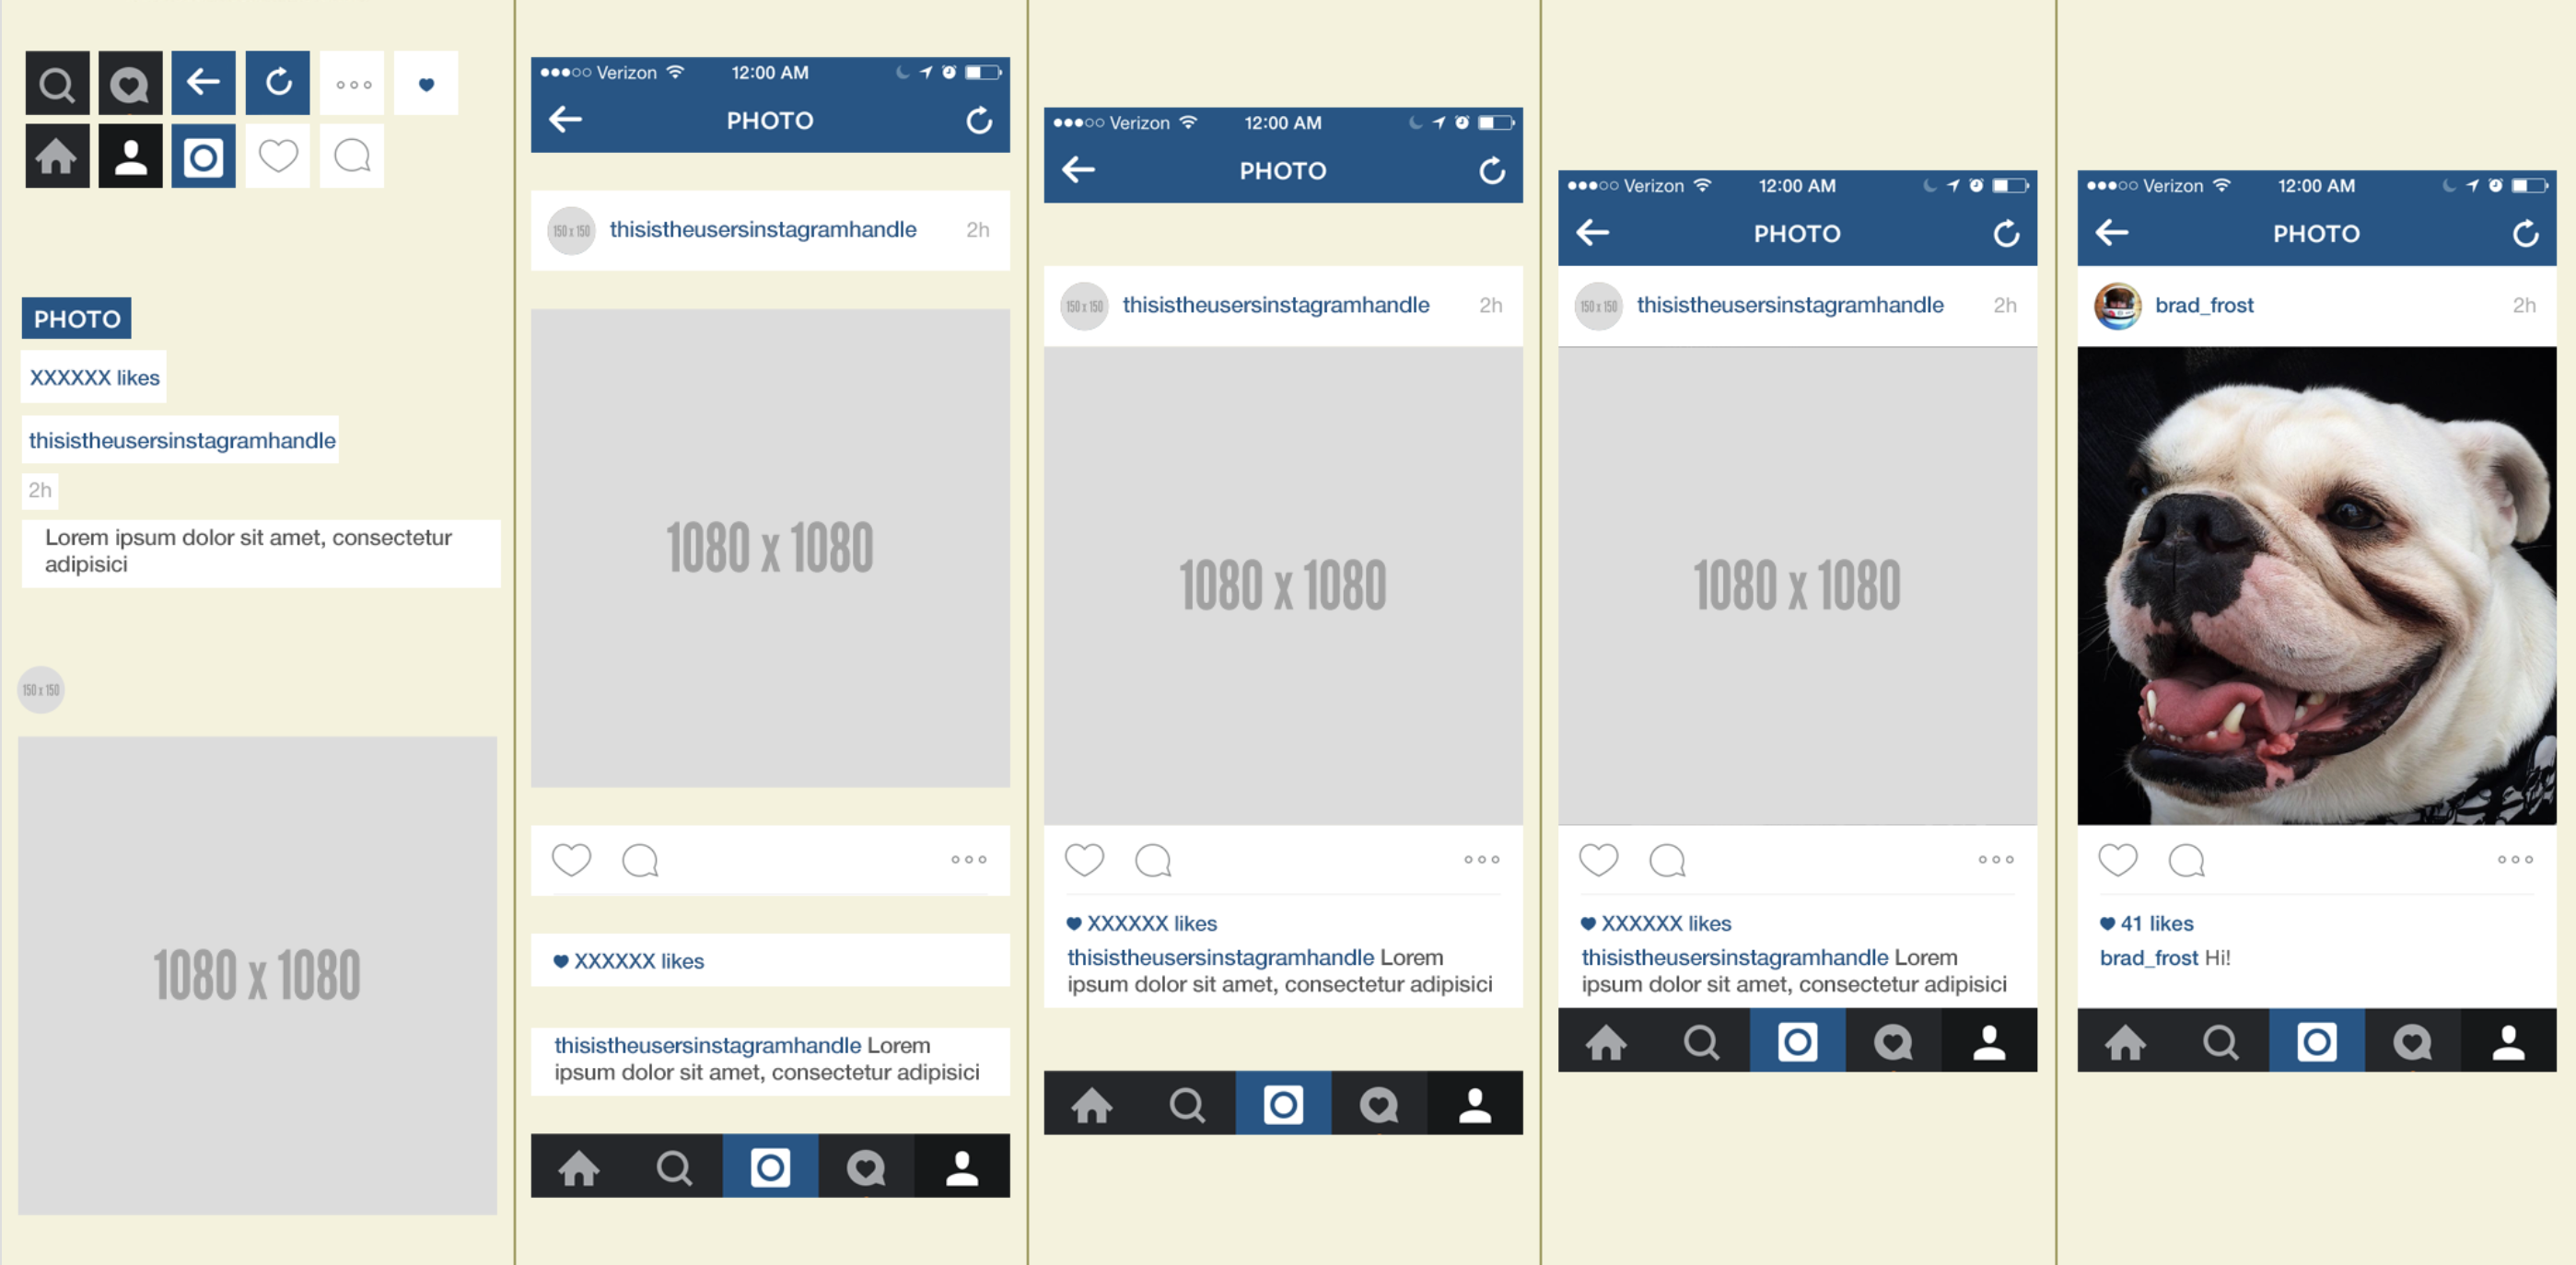 PHOTO
XXXXXX likes
thisistheusersinstagramhandle
2h
Lorem ipsum dolor sit amet, consectetur
adipisici
150 x 150
1080 x 1080
Verizon 12:00 AM
PHOTO
150 x 150 thisistheusersinstagramhandle 2h
1080 x 1080
XXXXXX likes
thisistheusersinstagramhandle Lorem
ipsum dolor sit amet, consectetur adipisici
Verizon 12:00 AM
PHOTO
150 x 150 thisistheusersinstagramhandle 2h
1080 x 1080
XXXXXX likes
thisistheusersinstagramhandle Lorem
ipsum dolor sit amet, consectetur adipisici
Verizon 12:00 AM
PHOTO
150 x 150 thisistheusersinstagramhandle 2h
1080 x 1080
XXXXXX likes
thisistheusersinstagramhandle Lorem
ipsum dolor sit amet, consectetur adipisici
Verizon 12:00 AM
PHOTO
brad_frost 2h
41 likes
brad_frost Hi!